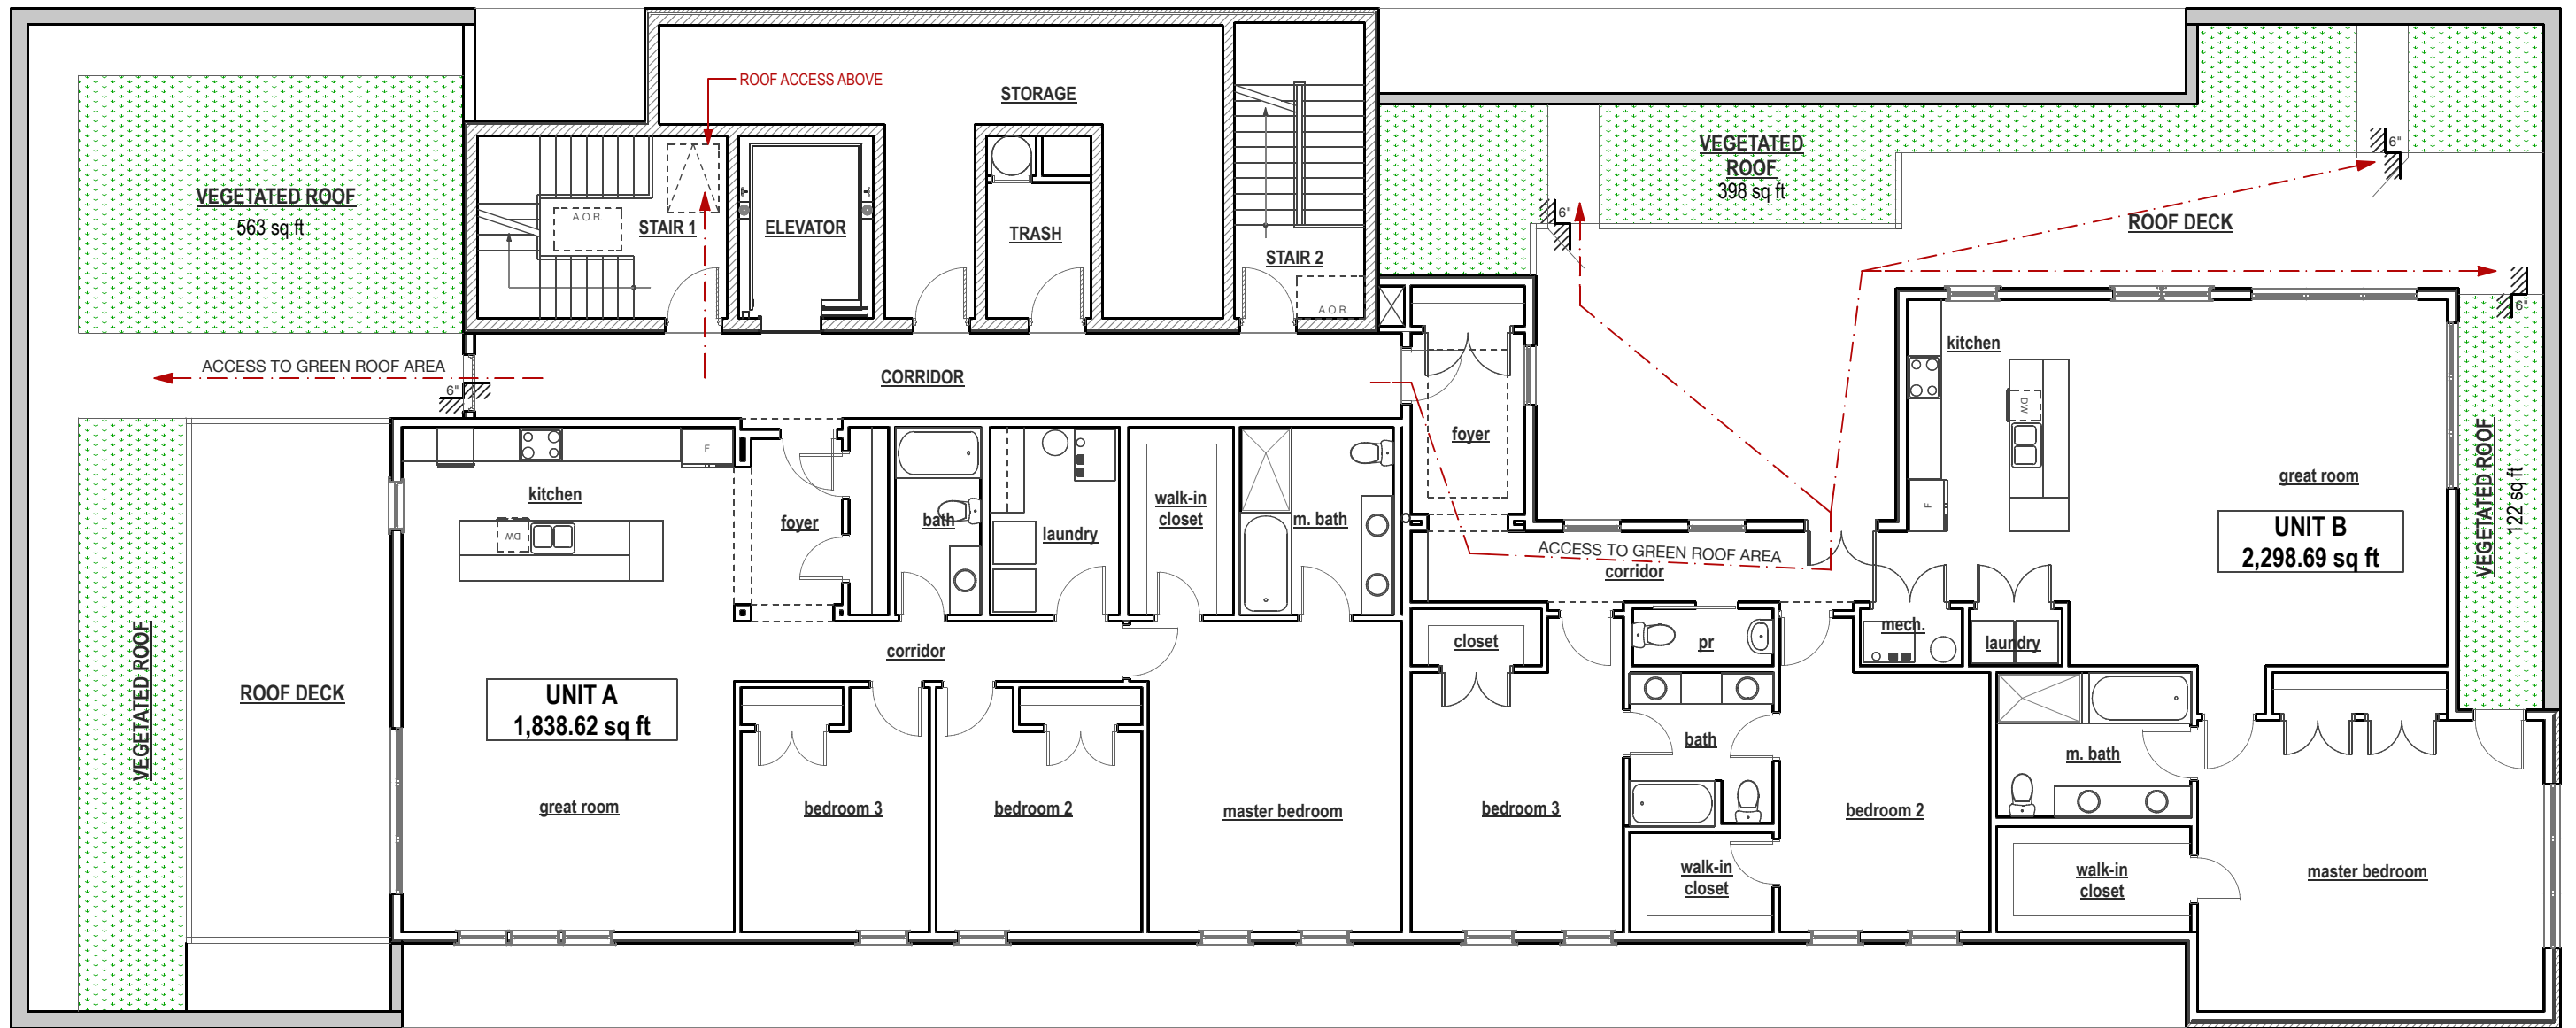 ROOF ACCESS ABOVE
STORAGE
VEGETATED ROOF
563 sq ft
A.O.R.
STAIR 1
ELEVATOR
TRASH
STAIR 2
A.O.R.
VEGETATED
ROOF
398 sq ft
6"
6"
ROOF DECK
6"
ACCESS TO GREEN ROOF AREA
6"
CORRIDOR
kitchen
DW
F
great room
UNIT B
2,298.69 sq ft
VEGETATED ROOF
122 sq ft
foyer
F
kitchen
DW
foyer
bath
laundry
walk-in
closet
m. bath
ACCESS TO GREEN ROOF AREA
corridor
mech.
laundry
closet
pr
corridor
VEGETATED ROOF
ROOF DECK
UNIT A
1,838.62 sq ft
great room
bedroom 3
bedroom 2
master bedroom
bedroom 3
bath
bedroom 2
m. bath
walk-in
closet
walk-in
closet
master bedroom